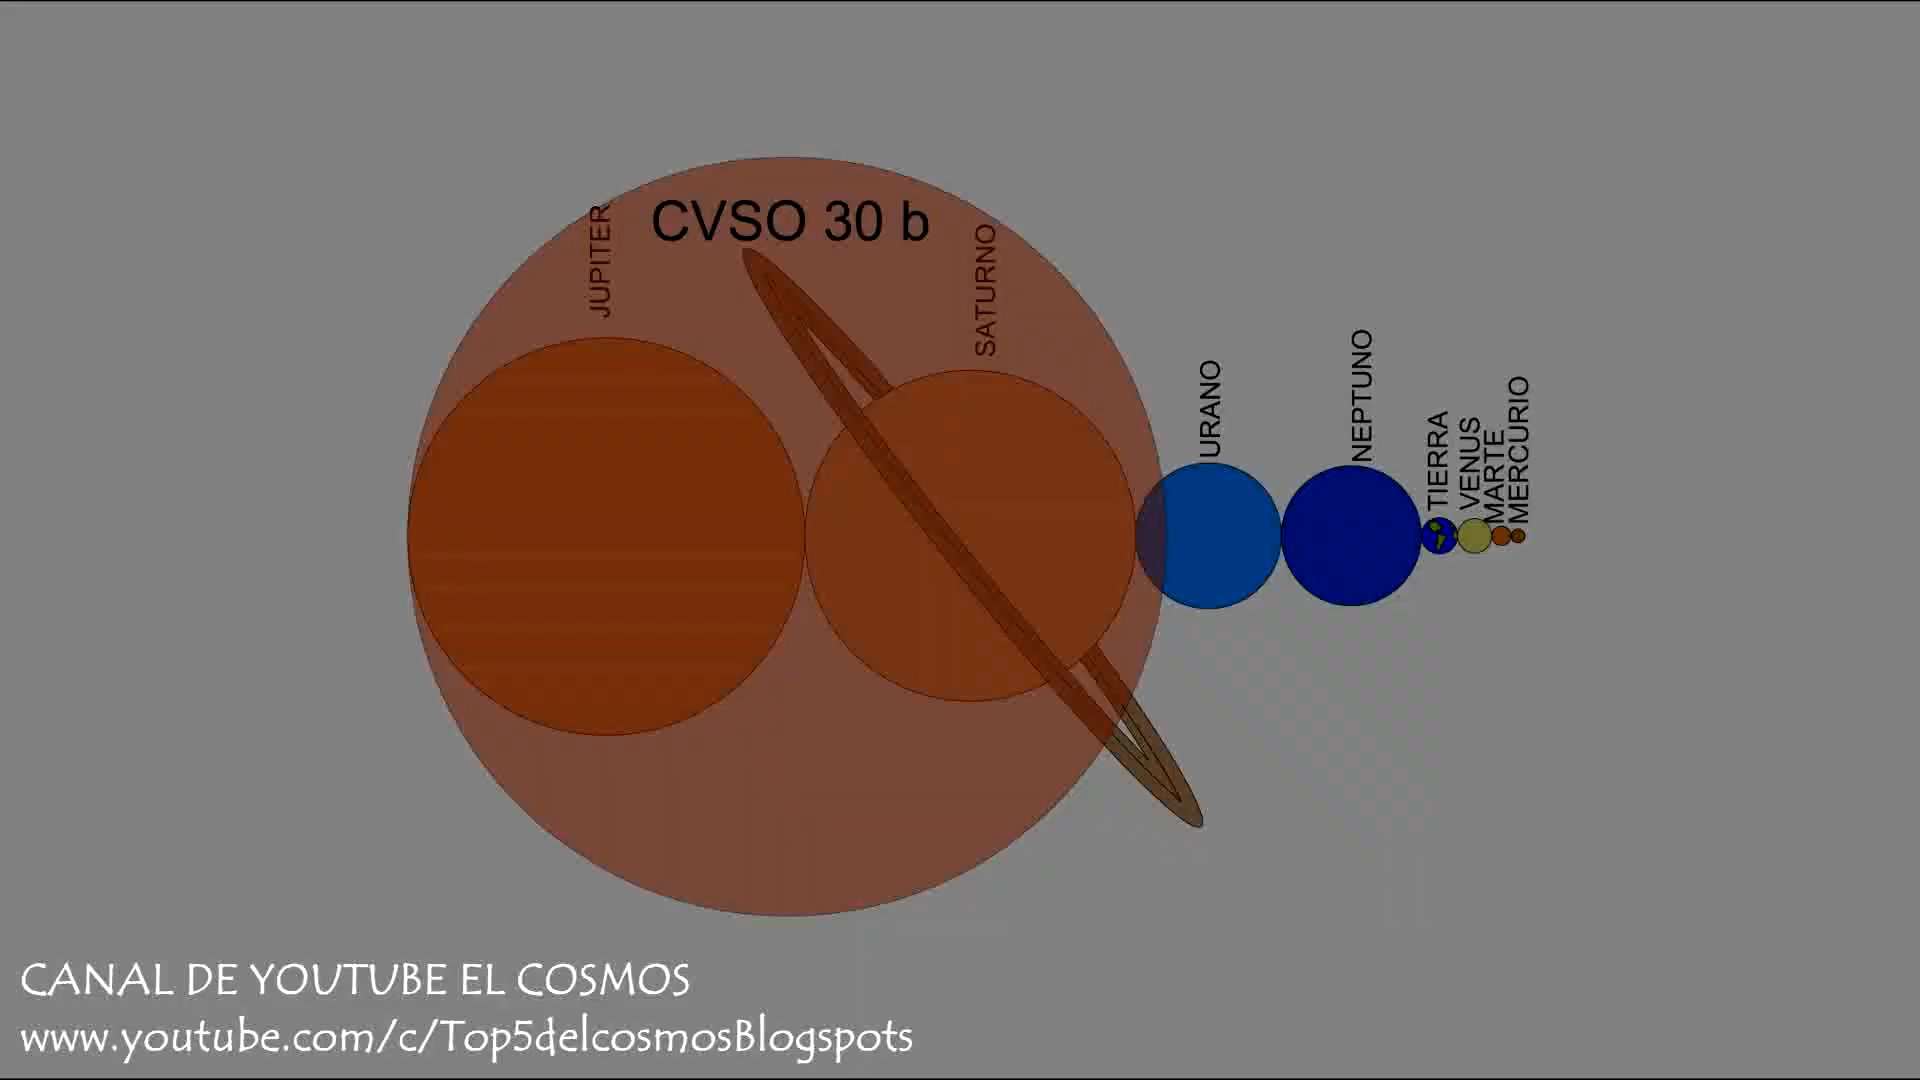 CVSO 30 b
JUPITER
SATURNO
URANO
NEPTUNO
TIERRA
VENUS
MARTE
MERCURIO
CANAL DE YOUTUBE EL COSMOS
www.youtube.com/c/Top5delcosmosBlogspots